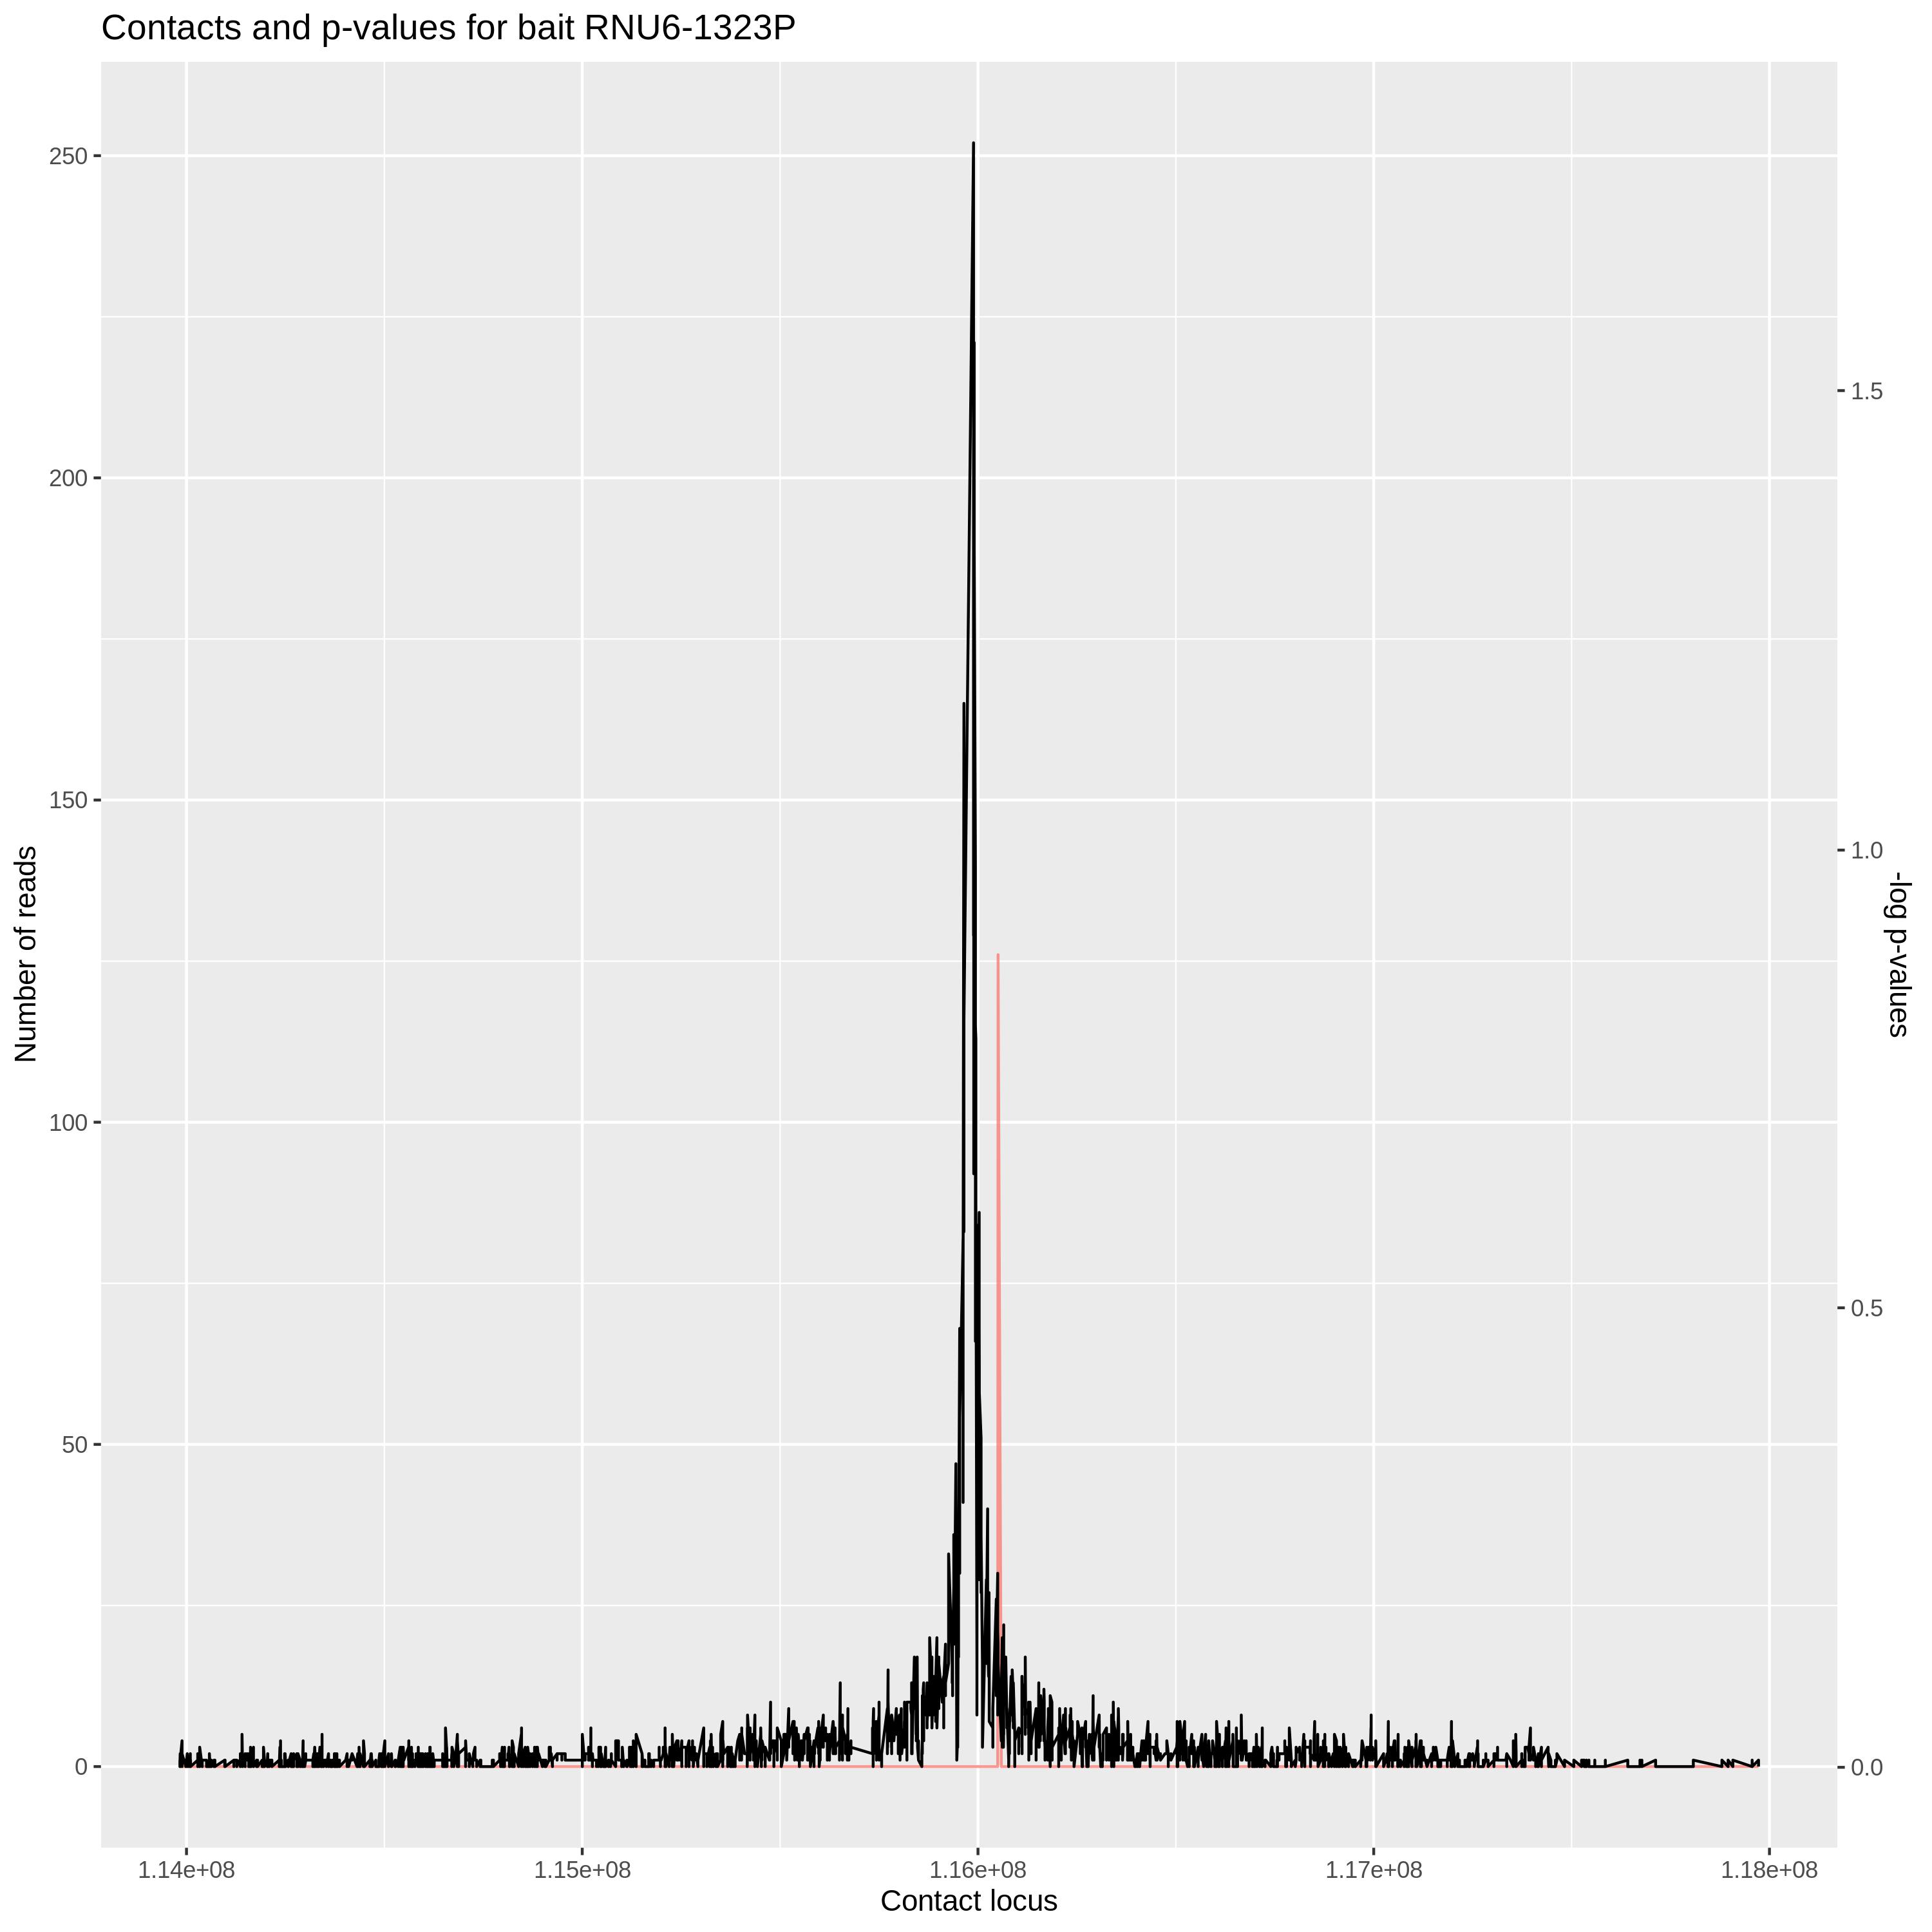 Contacts and p-values for bait RNU6-1323P
250
200
150
100
50
0
Number of reads
1.5
1.0
0.5
0.0
-log p-values
1.14e+08
1.15e+08
1.16e+08
1.17e+08
1.18e+08
Contact locus